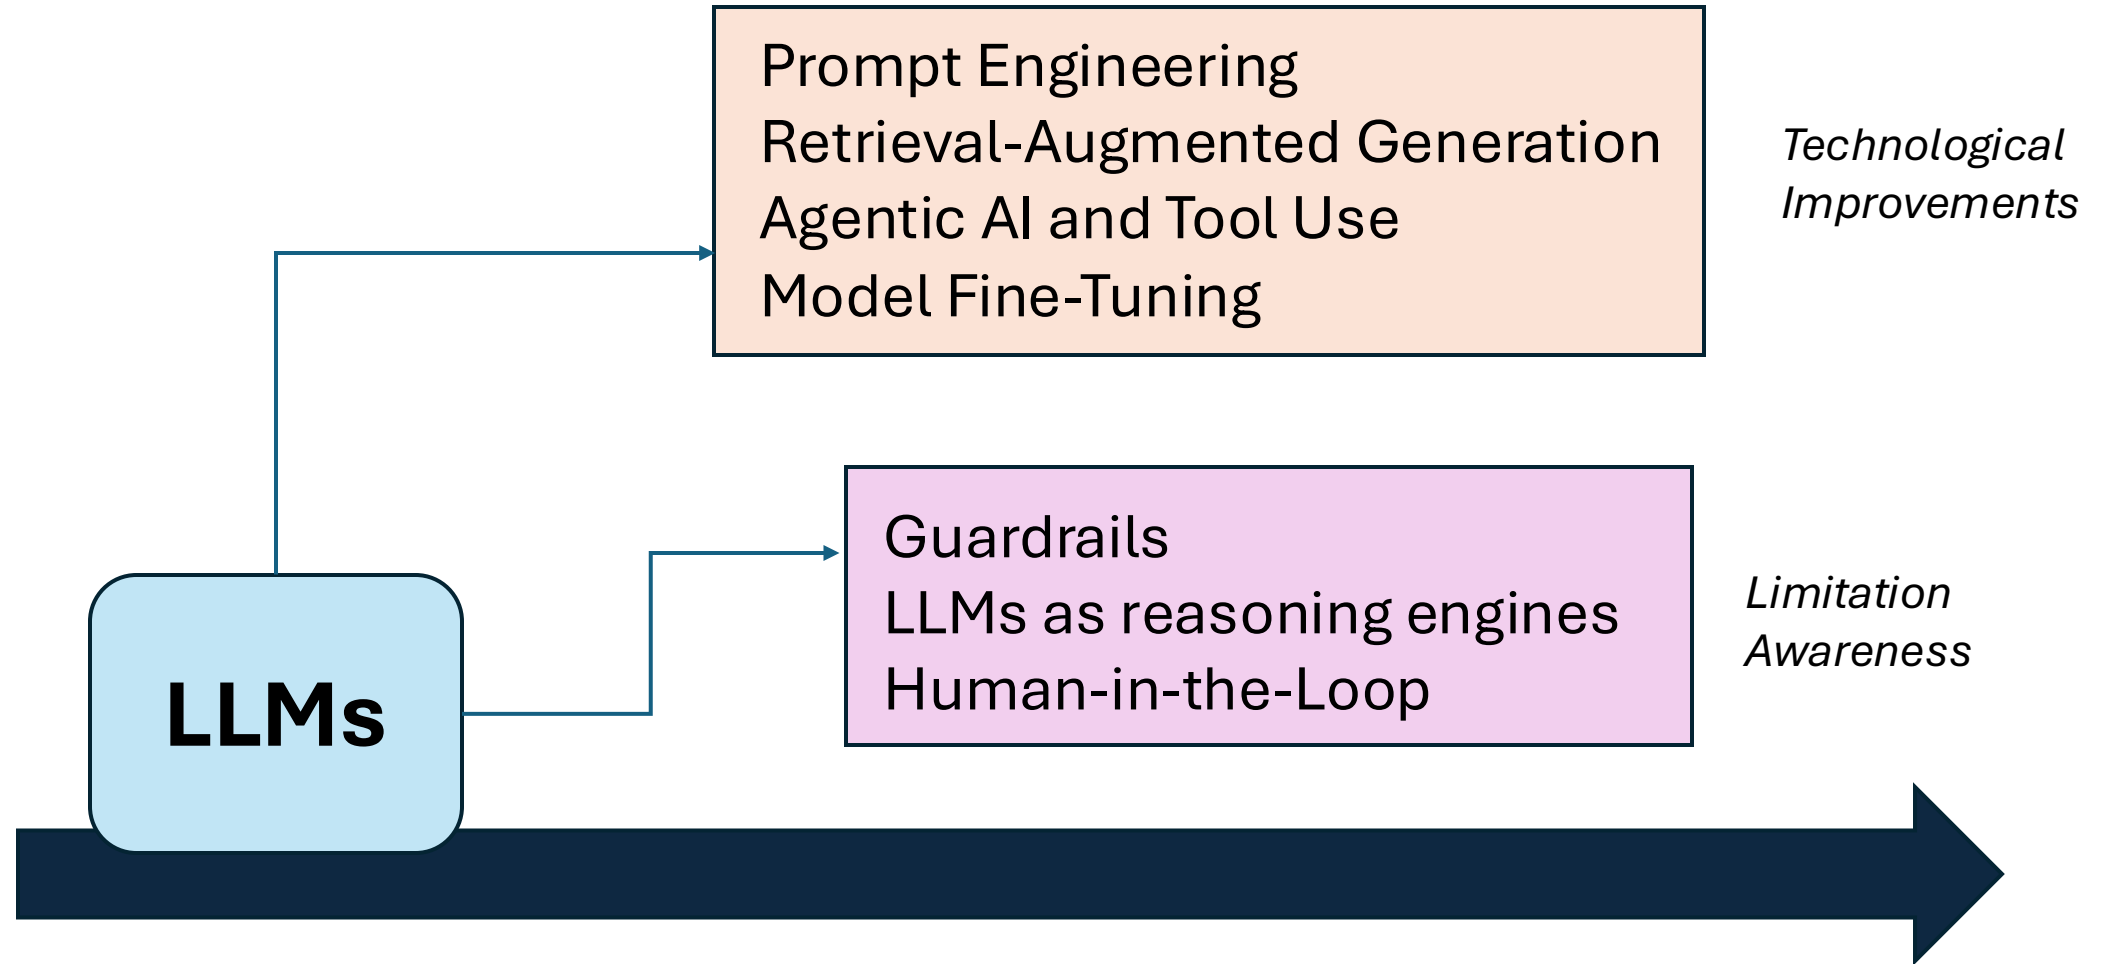 Prompt Engineering
Retrieval-Augmented Generation
Agentic AI and Tool Use
Model Fine-Tuning
Technological
Improvements
Guardrails
LLMs as reasoning engines
Human-in-the-Loop
Limitation
Awareness
LLMs